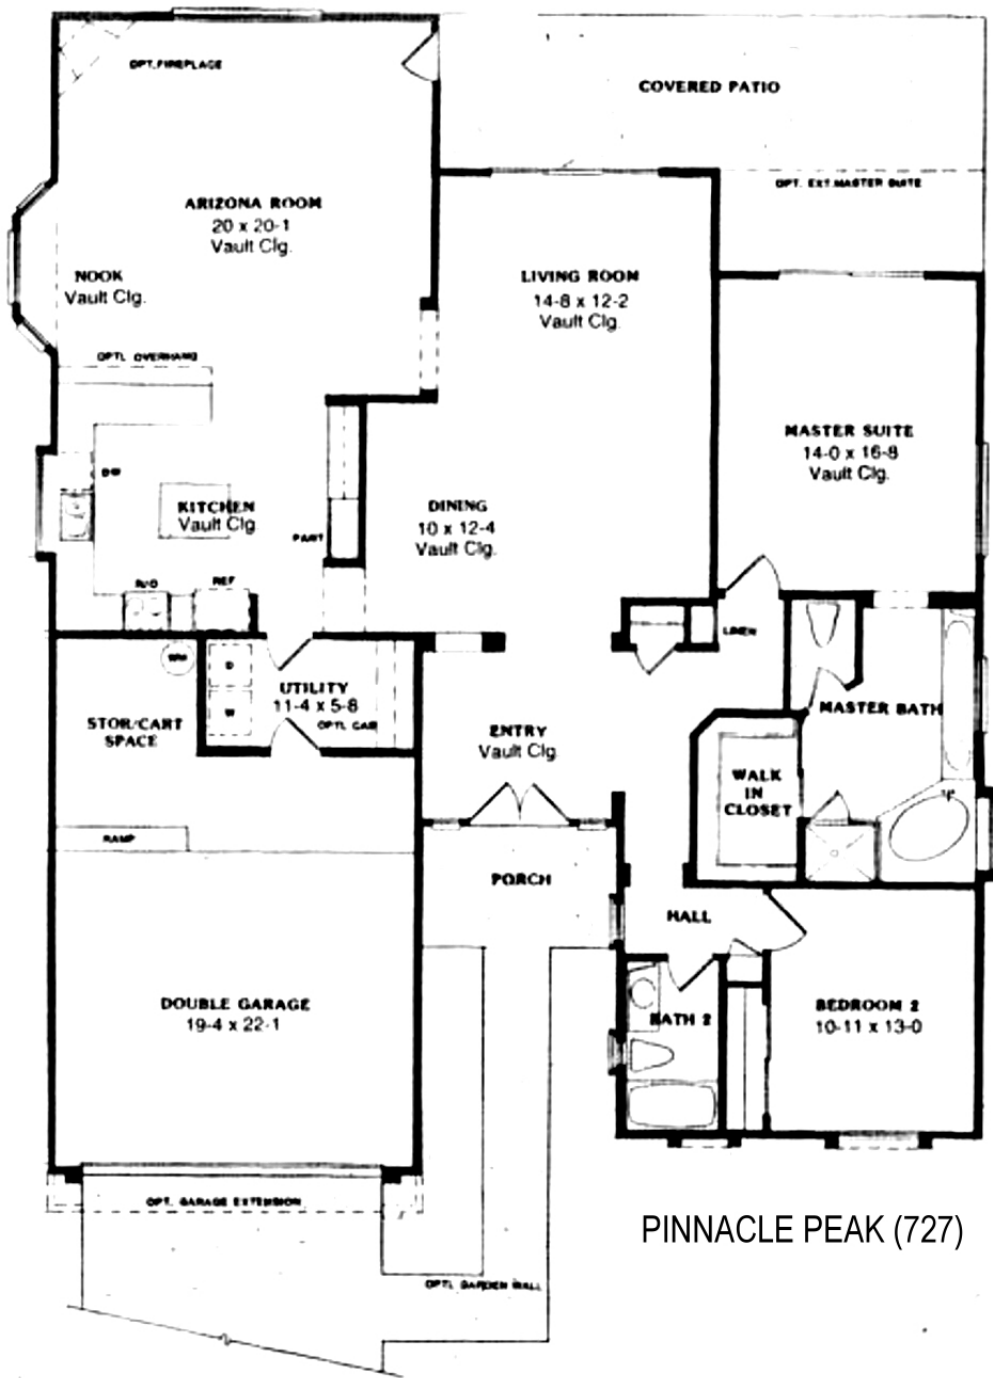 OPT. FIREPLACE
COVERED PATIO
OPT. EXT. MASTER SUITE
ARIZONA ROOM
20 x 20-1
Vault Clg.
NOOK
Vault Clg.
LIVING ROOM
14-8 x 12-2
Vault Clg.
OPTL OVERHANG
MASTER SUITE
14-0 x 16-8
Vault Clg.
DW
KITCHEN
Vault Clg.
PANT
DINING
10 x 12-4
Vault Clg.
R/O
REF
LINEN
WH
D
W
UTILITY
11-4 x 5-8
OPTL CAB
STOR/CART
SPACE
ENTRY
Vault Clg
MASTER BATH
WALK
IN
CLOSET
RAMP
PORCH
HALL
DOUBLE GARAGE
19-4 x 22-1
BATH 2
BEDROOM 2
10-11 x 13-0
OPT. GARAGE EXTENSION
PINNACLE PEAK (727)
OPTL GARDEN WALL